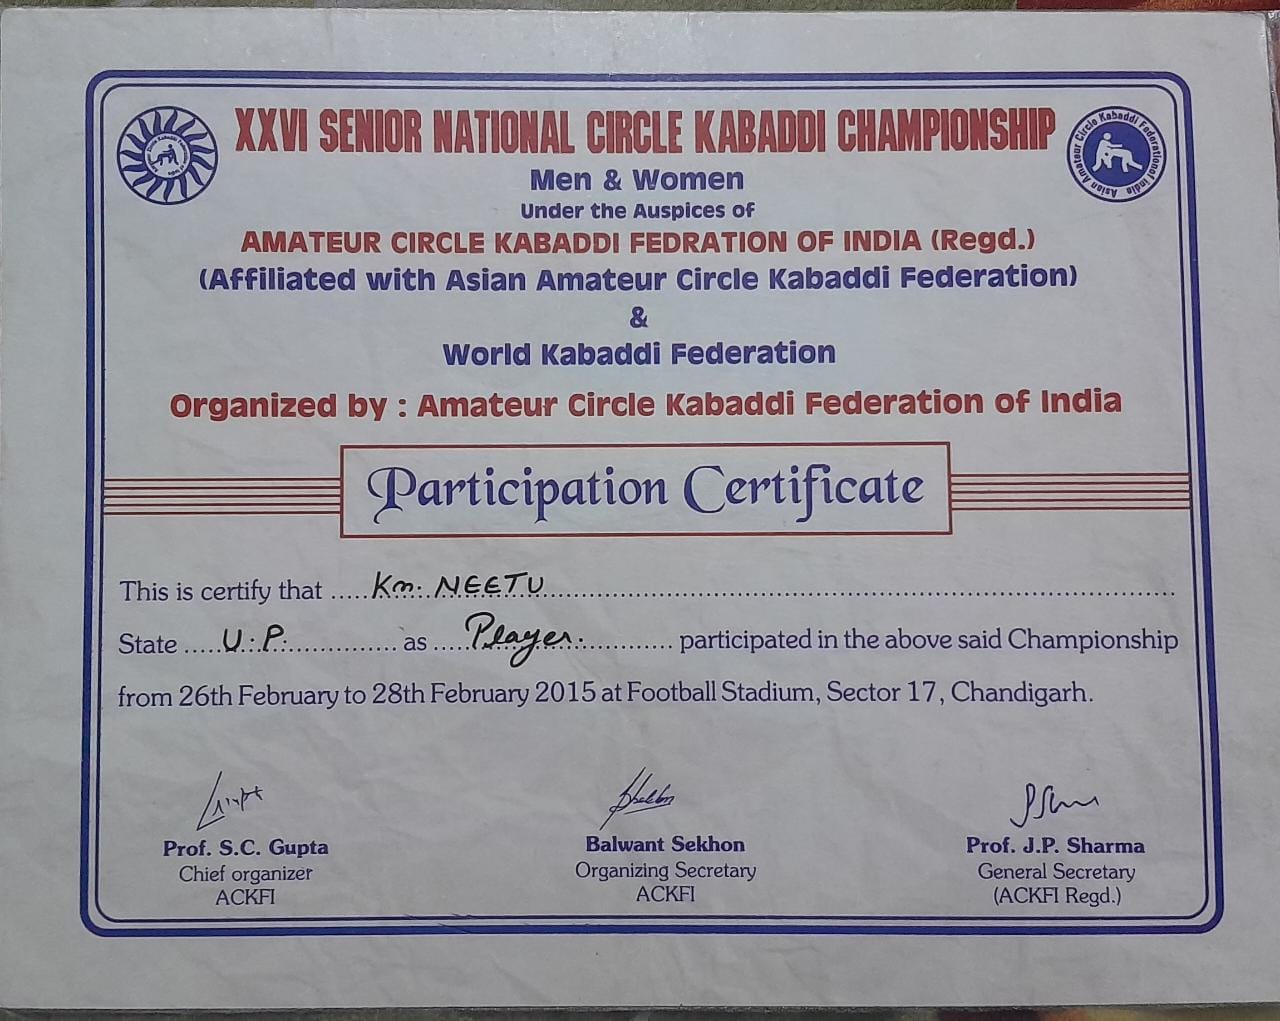 XXVI SENIOR NATIONAL CIRCLE KABADDI CHAMPIONSHIP
Asian Amateur Circle Kabaddi Federational India
Men & Women
Under the Auspices of
AMATEUR CIRCLE KABADDI FEDRATION OF INDIA (Regd.)
(Affiliated with Asian Amateur Circle Kabaddi Federation)
&
World Kabaddi Federation
Organized by : Amateur Circle Kabaddi Federation of India
Participation Certificate
This is certify that .....Km. NEETU..........
State .....U.P............... as .....Player............ participated in the above said Championship
from 26th February to 28th February 2015 at Football Stadium, Sector 17, Chandigarh.
Prof. S.C. Gupta
Chief organizer
ACKFI
Balwant Sekhon
Organizing Secretary
ACKFI
Prof. J.P. Sharma
General Secretary
(ACKFI Regd.)